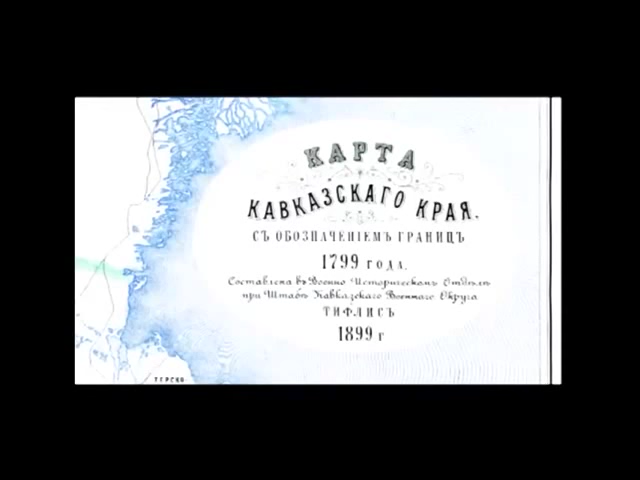 КАРТА
КАВКАЗСКАГО КРАЯ,
СЪ ОБОЗНАЧЕНІЕМЪ ГРАНИЦЪ
1799 ГОДА.
Составлена въ Военно Историческомъ Отдѣлѣ
при Штабѣ Кавказскаго Военнаго Округа
ТИФЛИСЪ
1899 г
ТЕРСКА